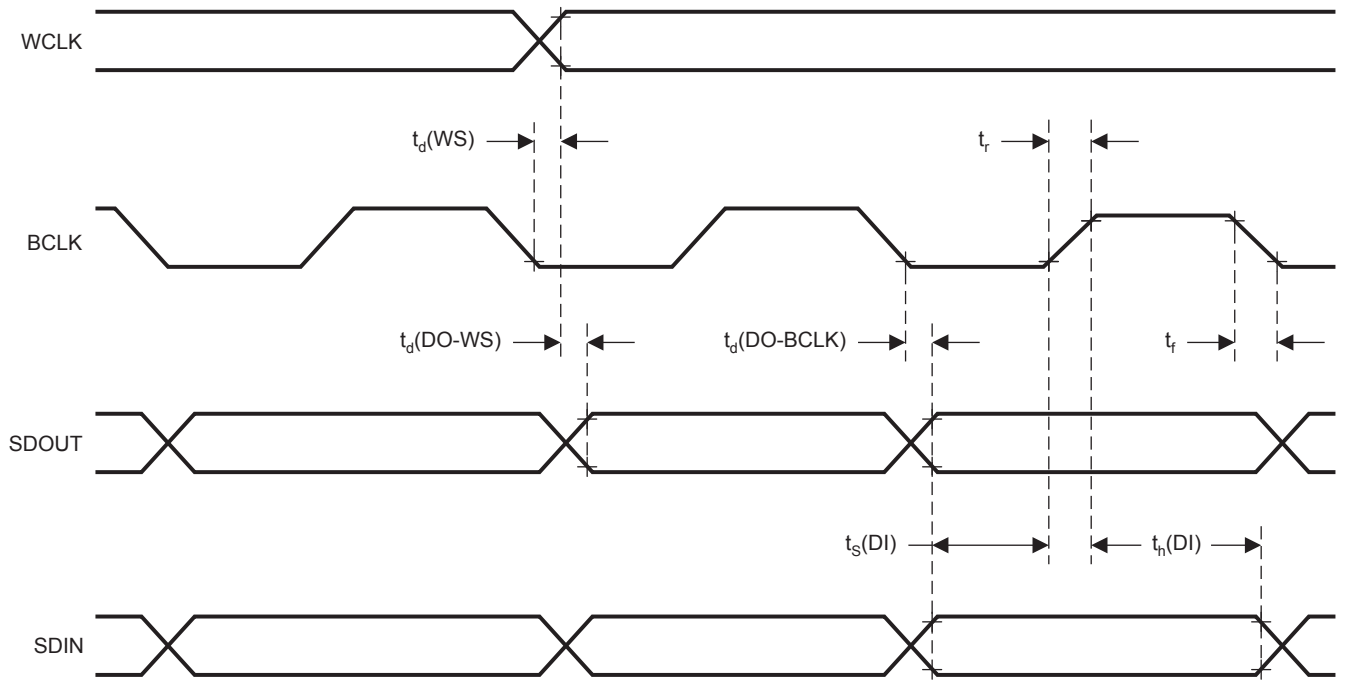 WCLK
td(WS)
tr
BCLK
td(DO-WS)
td(DO-BCLK)
tf
SDOUT
tS(DI)
th(DI)
SDIN